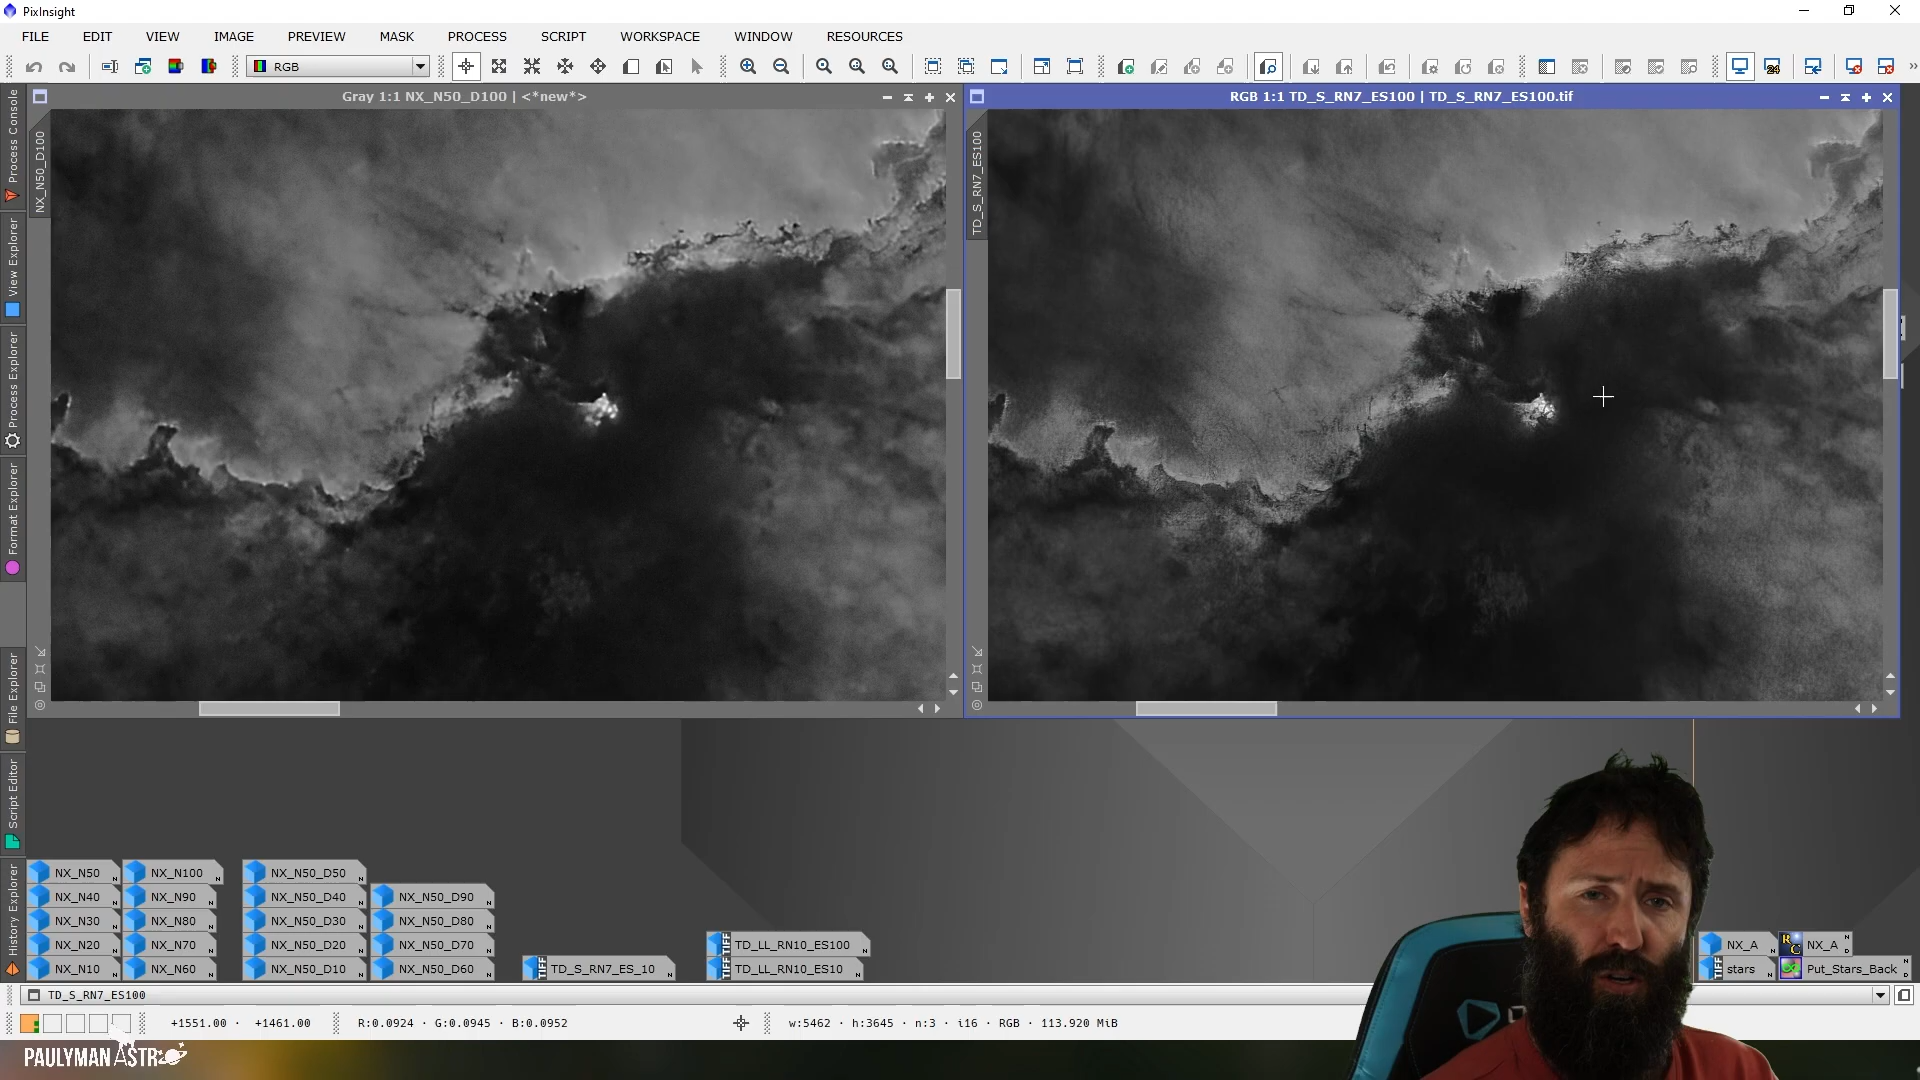 PixInsight
FILE EDIT VIEW IMAGE PREVIEW MASK PROCESS SCRIPT WORKSPACE WINDOW RESOURCES
RGB
24
Gray 1:1 NX_N50_D100 | <*new*>
RGB 1:1 TD_S_RN7_ES100 | TD_S_RN7_ES100.tif
NX_N50_D100
TD_S_RN7_ES100
Process Console
View Explorer
Process Explorer
Format Explorer
File Explorer
Script Editor
History Explorer
NX_N50 NX_N100 NX_N50_D50
NX_N40 NX_N90 NX_N50_D40 NX_N50_D90
NX_N30 NX_N80 NX_N50_D30 NX_N50_D80
NX_N20 NX_N70 NX_N50_D20 NX_N50_D70 TD_LL_RN10_ES100 NX_A NX_A
NX_N10 NX_N60 NX_N50_D10 NX_N50_D60 TD_S_RN7_ES_10 TD_LL_RN10_ES10 stars Put_Stars_Back
TD_S_RN7_ES100
+1551.00 · +1461.00 R:0.0924 · G:0.0945 · B:0.0952 w:5462 · h:3645 · n:3 · i16 · RGB · 113.920 MiB
PAULYMAN ASTRO